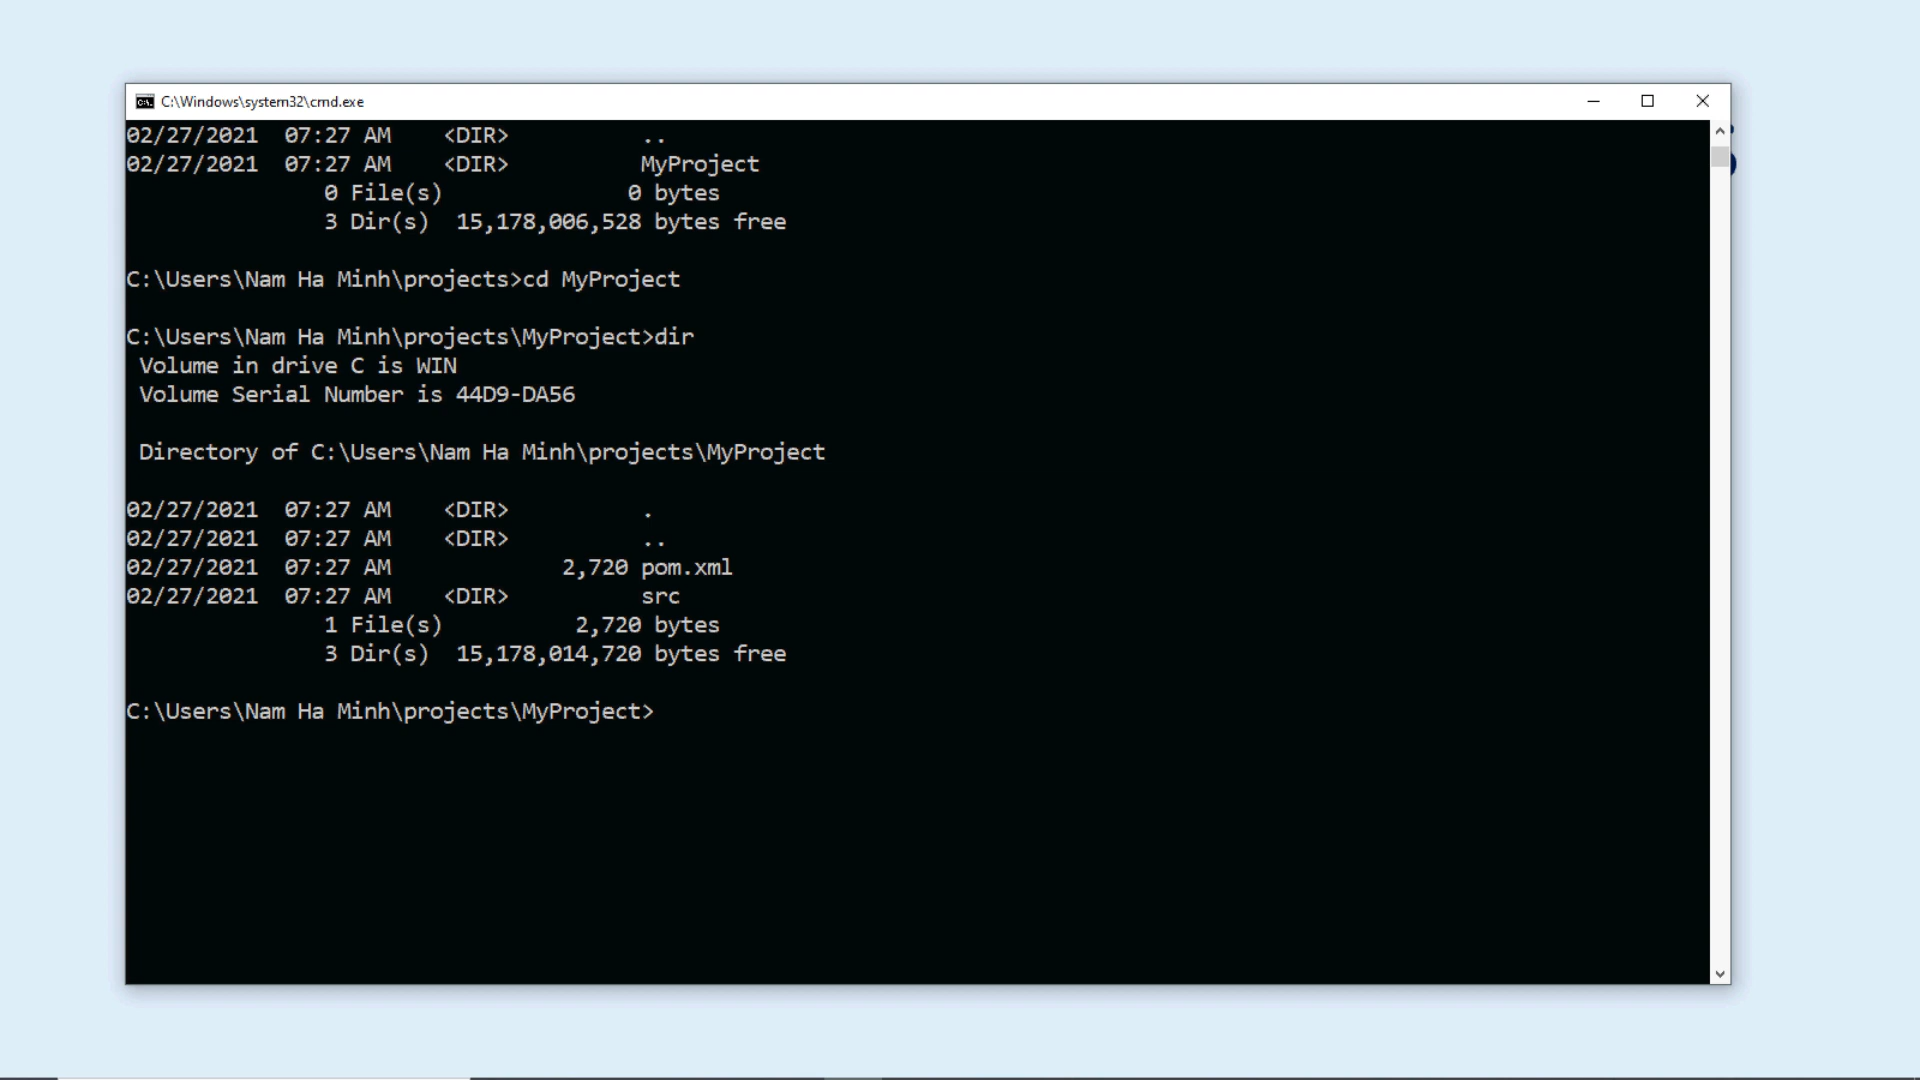 C:\Windows\system32\cmd.exe
02/27/2021  07:27 AM    <DIR>          ..
02/27/2021  07:27 AM    <DIR>          MyProject
               0 File(s)              0 bytes
               3 Dir(s)  15,178,006,528 bytes free
C:\Users\Nam Ha Minh\projects>cd MyProject
C:\Users\Nam Ha Minh\projects\MyProject>dir
 Volume in drive C is WIN
 Volume Serial Number is 44D9-DA56
 Directory of C:\Users\Nam Ha Minh\projects\MyProject
02/27/2021  07:27 AM    <DIR>          .
02/27/2021  07:27 AM    <DIR>          ..
02/27/2021  07:27 AM             2,720 pom.xml
02/27/2021  07:27 AM    <DIR>          src
               1 File(s)          2,720 bytes
               3 Dir(s)  15,178,014,720 bytes free
C:\Users\Nam Ha Minh\projects\MyProject>